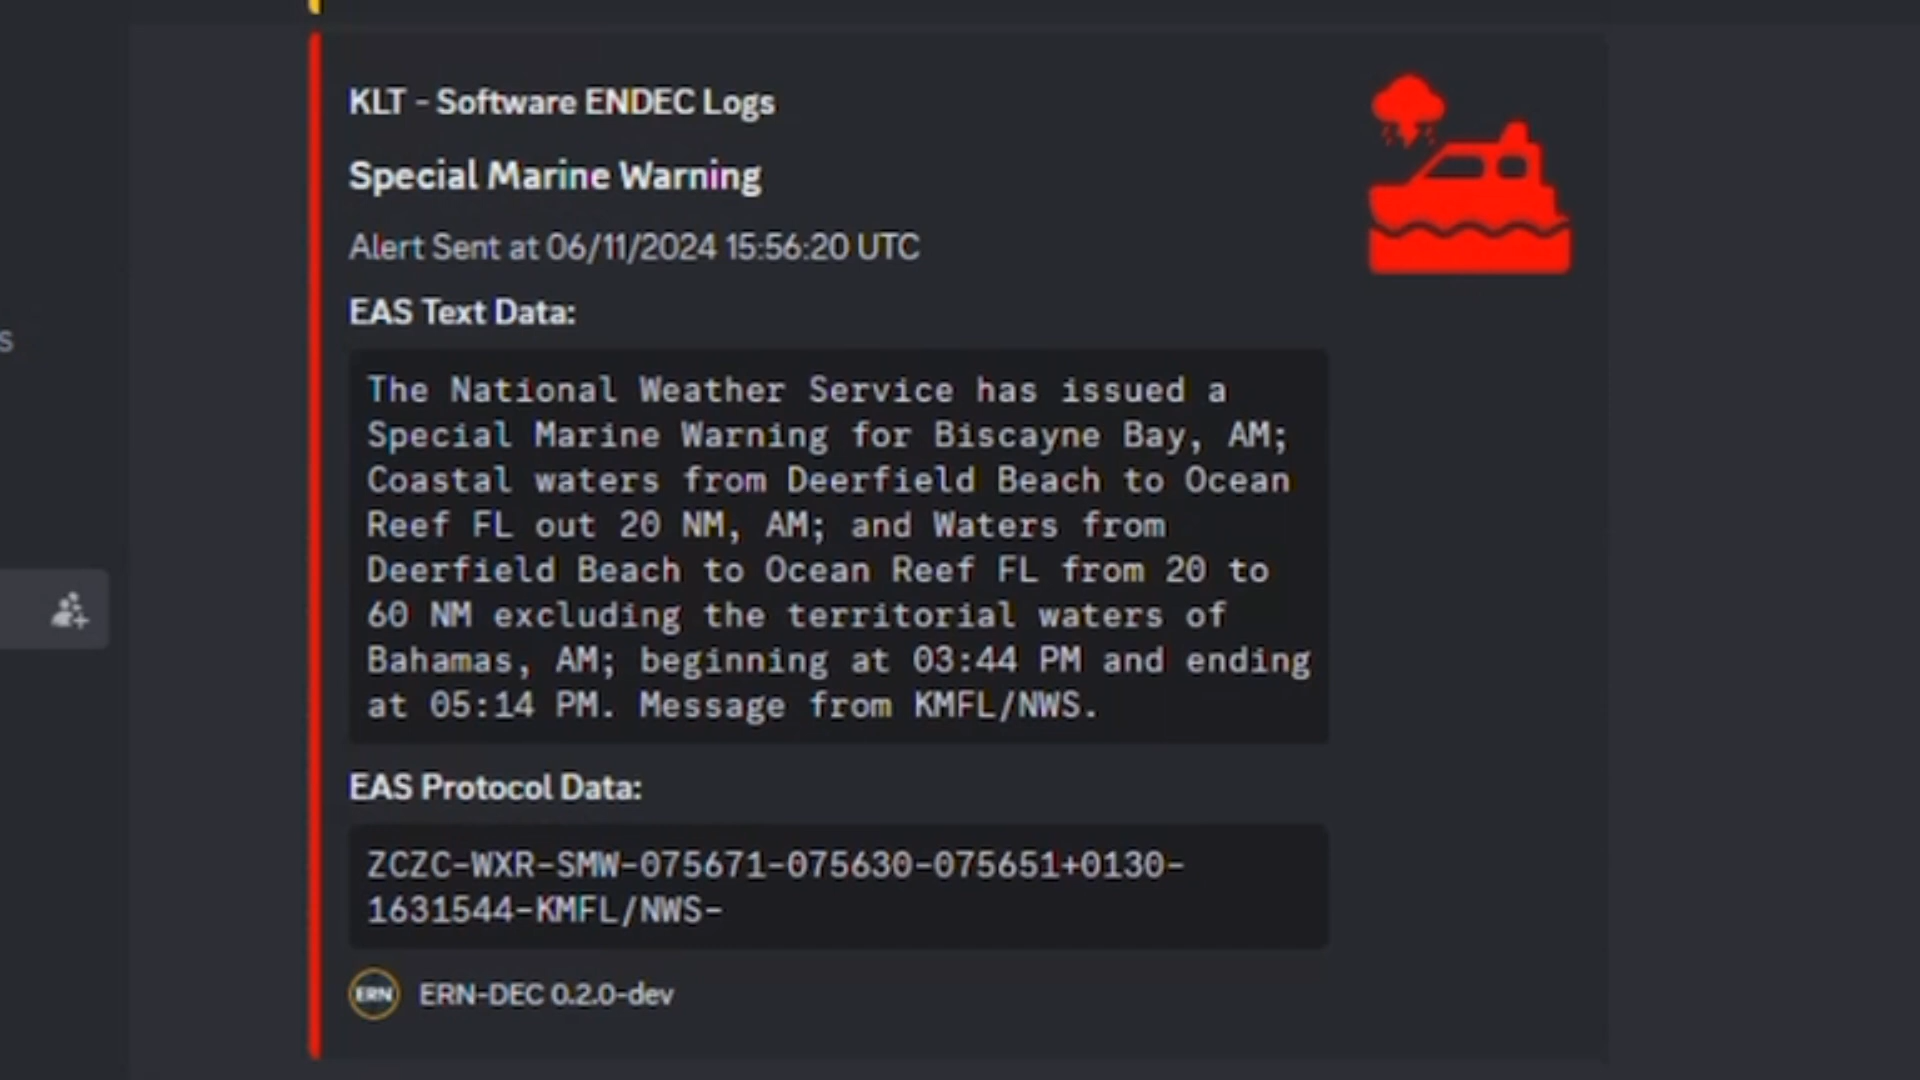 KLT - Software ENDEC Logs
Special Marine Warning
Alert Sent at 06/11/2024 15:56:20 UTC
EAS Text Data:
The National Weather Service has issued a
Special Marine Warning for Biscayne Bay, AM;
Coastal waters from Deerfield Beach to Ocean
Reef FL out 20 NM, AM; and Waters from
Deerfield Beach to Ocean Reef FL from 20 to
60 NM excluding the territorial waters of
Bahamas, AM; beginning at 03:44 PM and ending
at 05:14 PM. Message from KMFL/NWS.
EAS Protocol Data:
ZCZC-WXR-SMW-075671-075630-075651+0130-
1631544-KMFL/NWS-
ERN ERN-DEC 0.2.0-dev
s